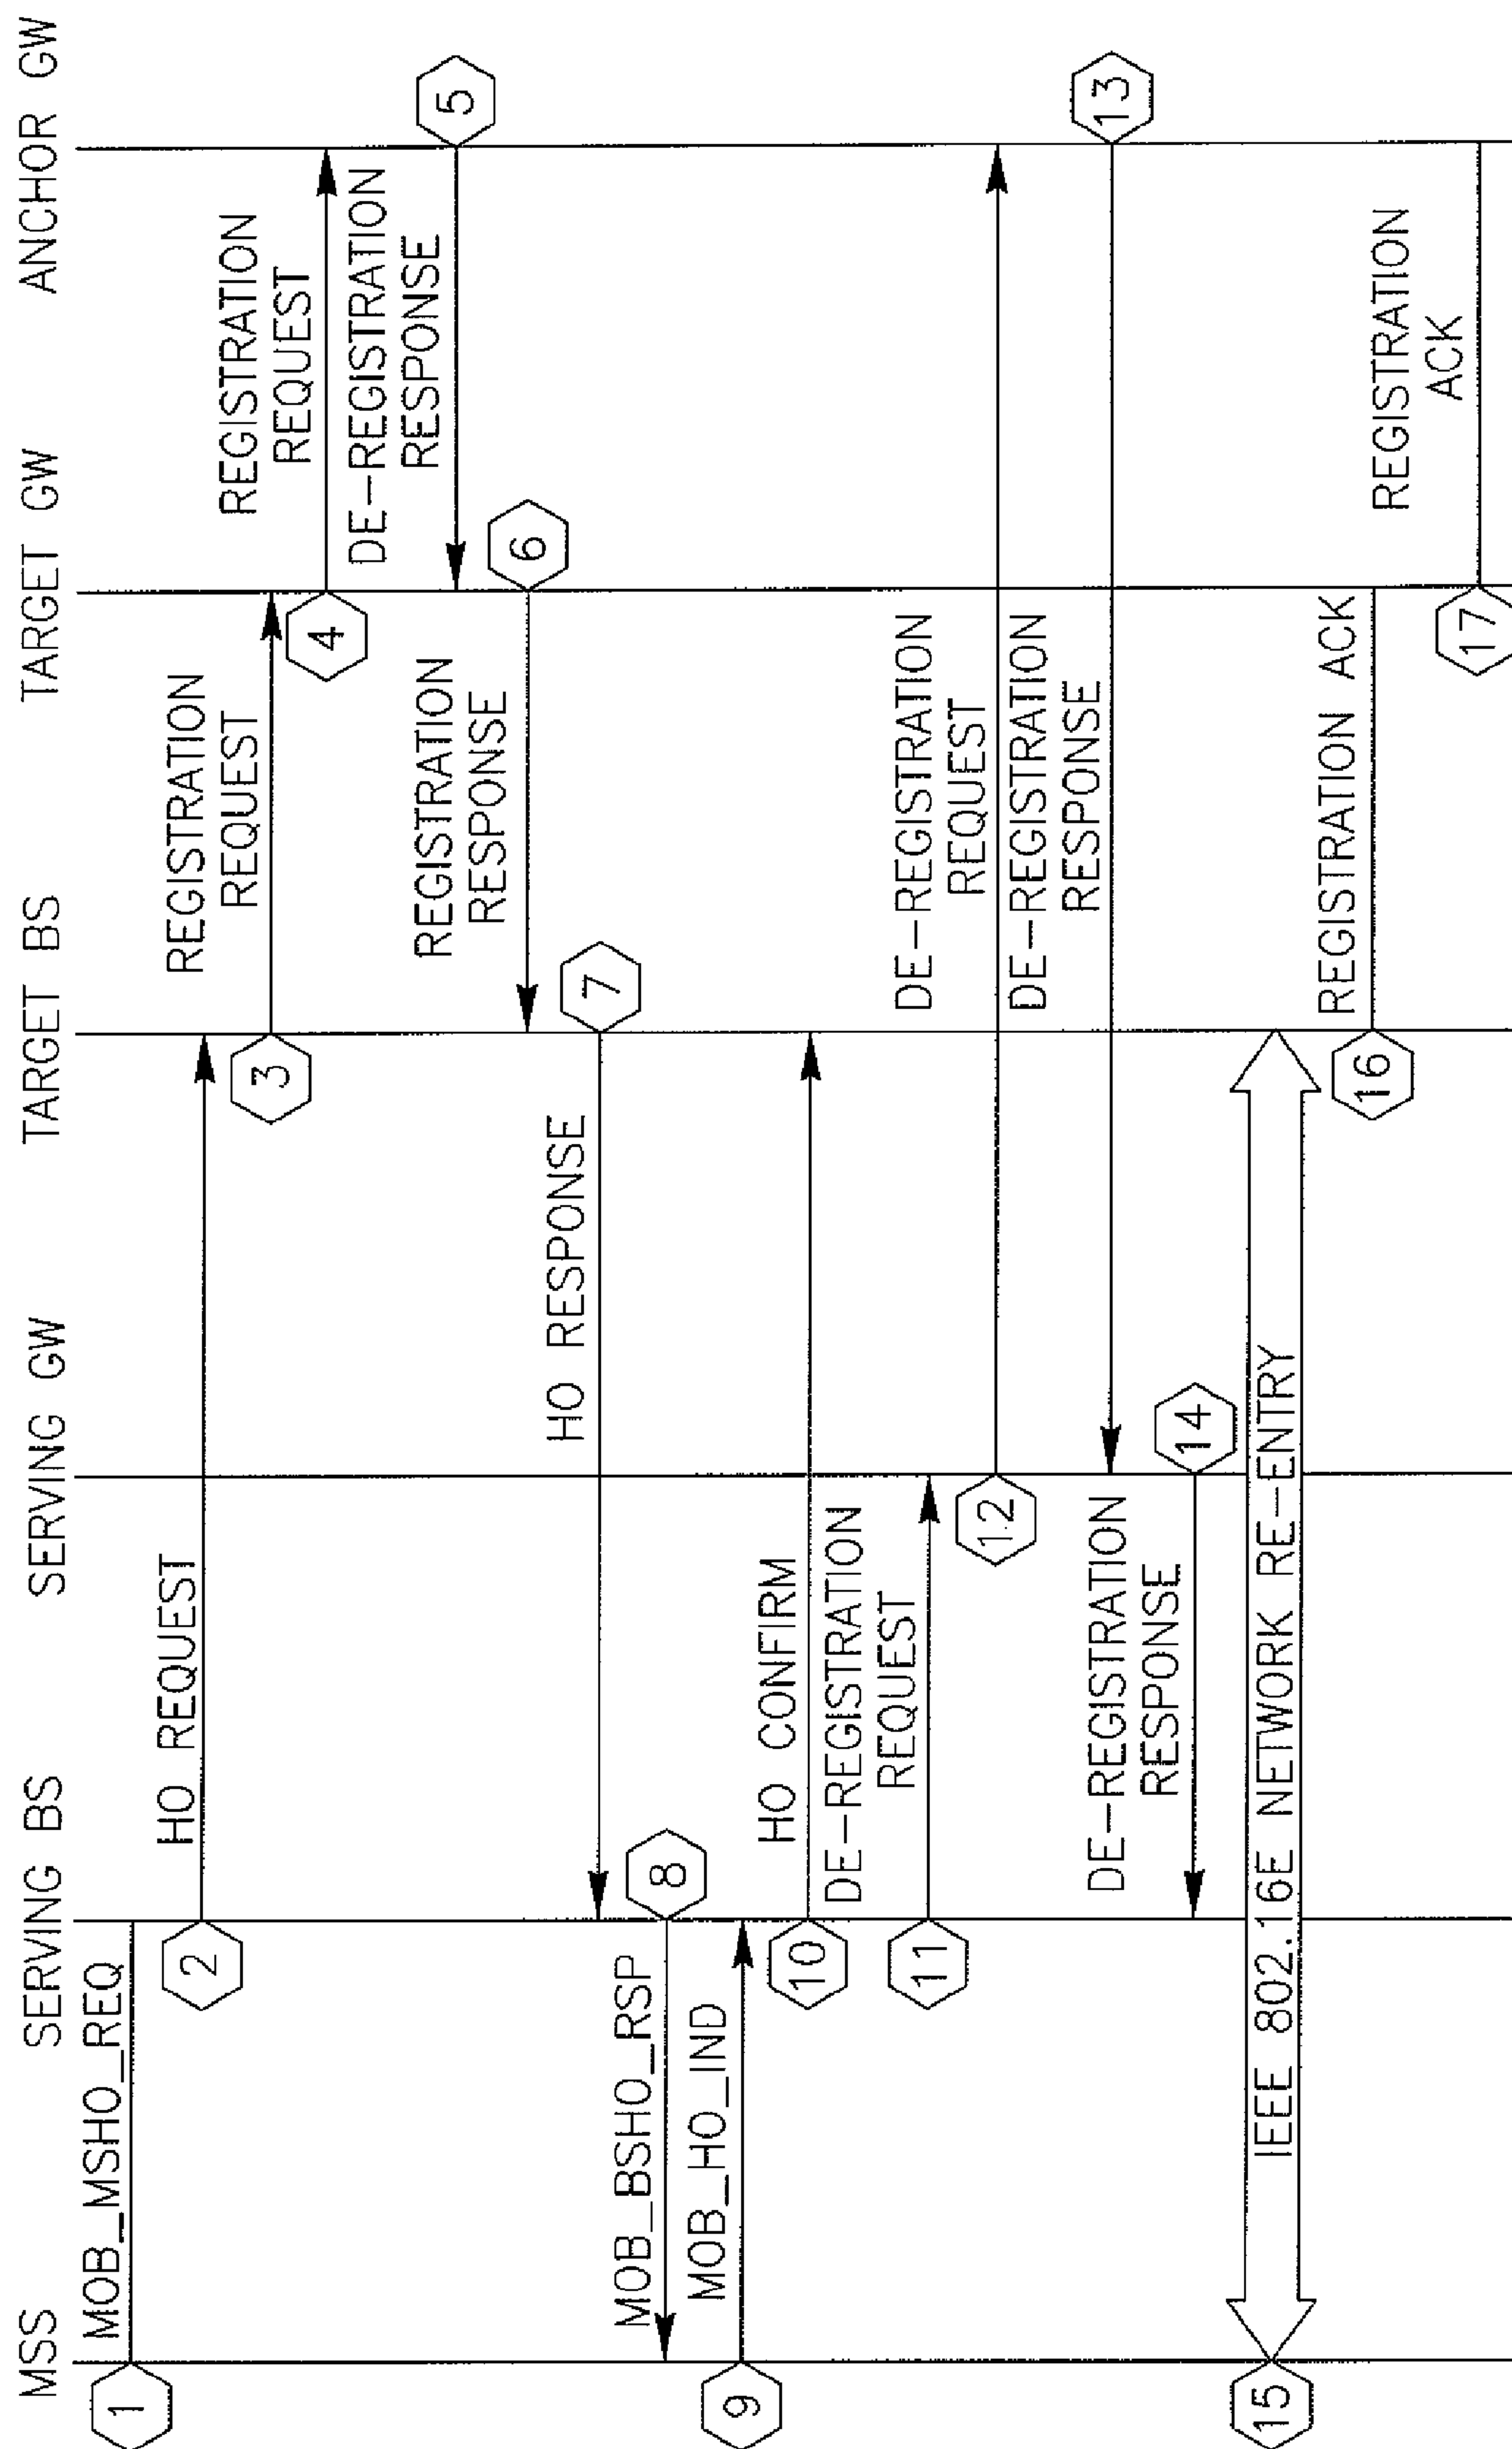 MSS
SERVING BS
SERVING GW
TARGET BS
TARGET GW
ANCHOR GW
1
MOB_MSHO_REQ
2
HO REQUEST
3
REGISTRATION
REQUEST
4
REGISTRATION
REQUEST
5
DE-REGISTRATION
RESPONSE
6
REGISTRATION
RESPONSE
7
HO RESPONSE
8
MOB_BSHO_RSP
9
MOB_HO_IND
10
HO CONFIRM
11
DE-REGISTRATION
REQUEST
12
DE-REGISTRATION
REQUEST
13
DE-REGISTRATION
RESPONSE
14
DE-REGISTRATION
RESPONSE
15
IEEE 802.16E NETWORK RE-ENTRY
16
REGISTRATION ACK
17
REGISTRATION
ACK